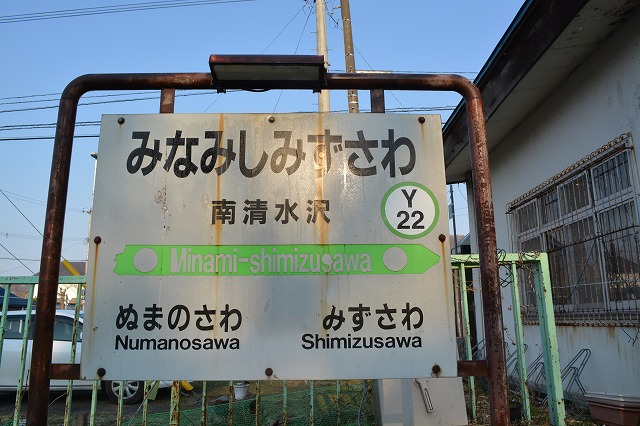 みなみしみずさわ
南清水沢
Y
22
Minami-shimizusawa
ぬまのさわ
Numanosawa
みずさわ
Shimizusawa